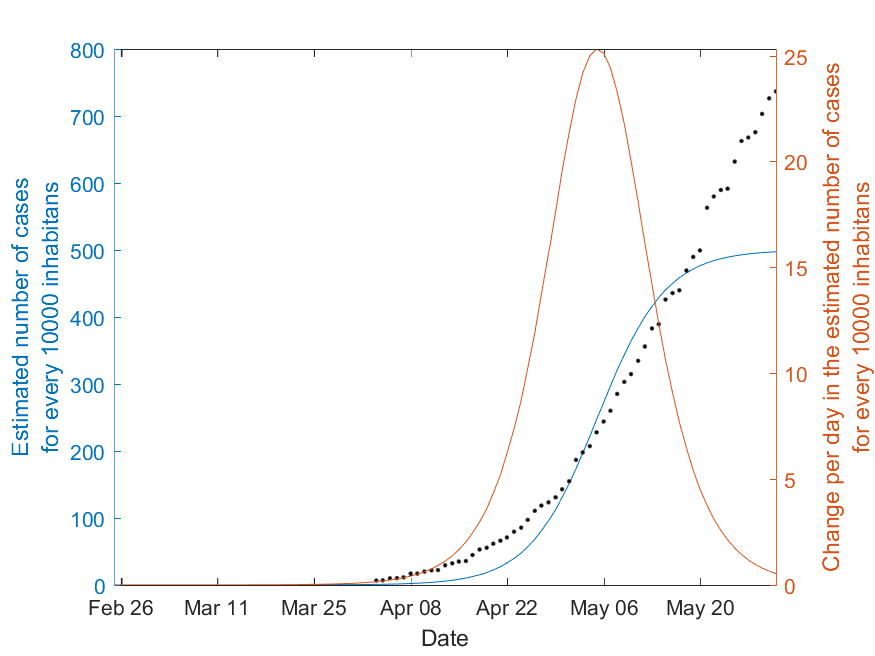 Estimated number of cases
for every 10000 inhabitans
800
700
600
500
400
300
200
100
0
25
20
15
10
5
0
Change per day in the estimated number of cases
for every 10000 inhabitans
Feb 26
Mar 11
Mar 25
Apr 08
Apr 22
May 06
May 20
Date